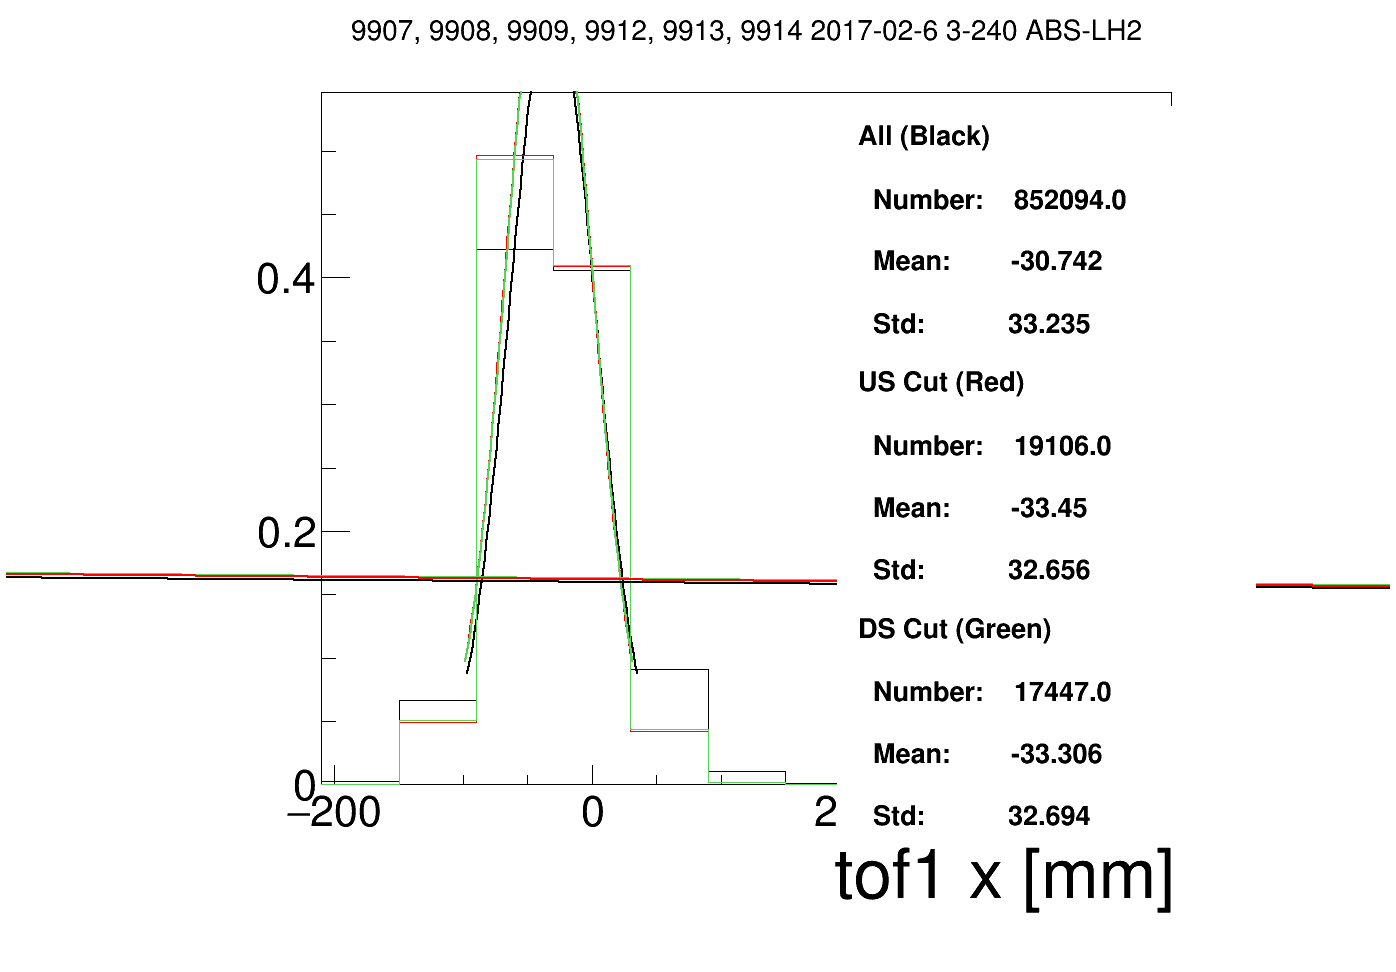 9907, 9908, 9909, 9912, 9913, 9914 2017-02-6 3-240 ABS-LH2
All (Black)
Number: 852094.0
Mean: -30.742
Std: 33.235
US Cut (Red)
Number: 19106.0
Mean: -33.45
Std: 32.656
DS Cut (Green)
Number: 17447.0
Mean: -33.306
Std: 32.694
0.4
0.2
0
−200 0 2
tof1 x [mm]